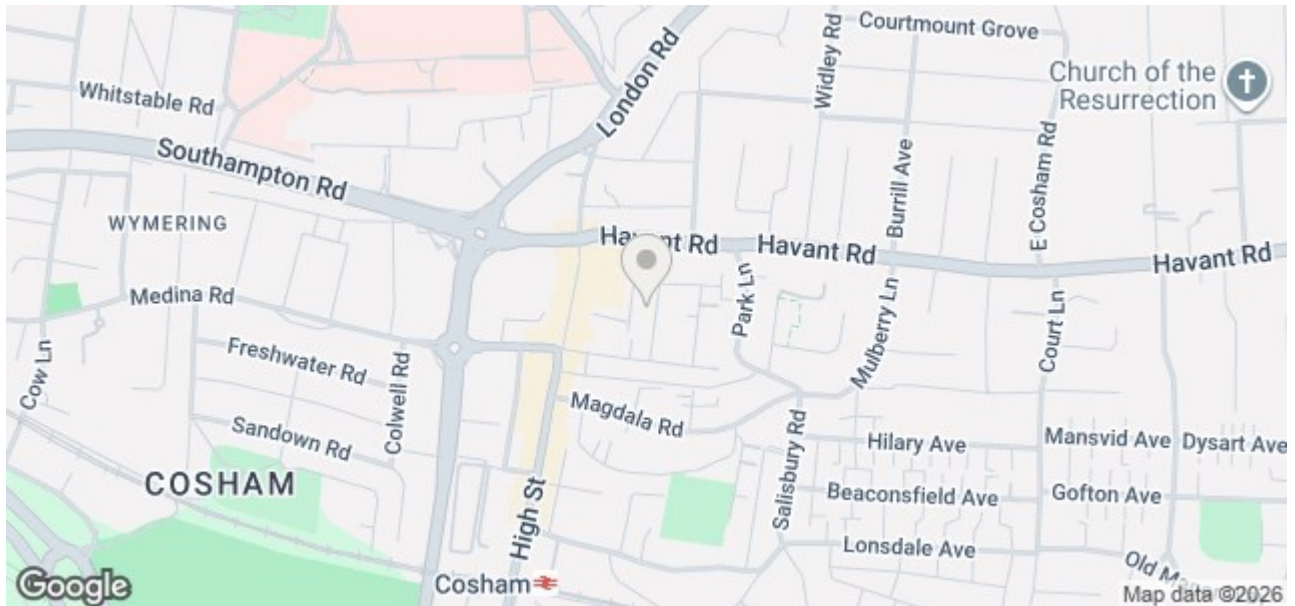 Courtmount Grove
Church of the
Resurrection
London Rd
Widley Rd
Whitstable Rd
Southampton Rd
Burrill Ave
E Cosham Rd
WYMERING
Havant Rd
Havant Rd
Havant Rd
Medina Rd
Park Ln
Mulberry Ln
Court Ln
Freshwater Rd
Colwell Rd
Cow Ln
Magdala Rd
Sandown Rd
Salisbury Rd
Hilary Ave
Mansvid Ave
Dysart Ave
COSHAM
Beaconsfield Ave
Gofton Ave
High St
Lonsdale Ave
Old
Cosham
Google
Map data ©2026